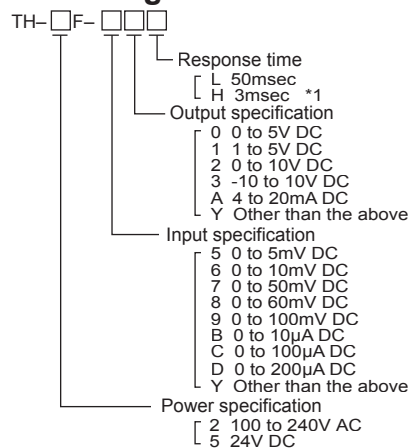 TH–□F–□□□
Response time
L 50msec
H 3msec *1
Output specification
0 0 to 5V DC
1 1 to 5V DC
2 0 to 10V DC
3 -10 to 10V DC
A 4 to 20mA DC
Y Other than the above
Input specification
5 0 to 5mV DC
6 0 to 10mV DC
7 0 to 50mV DC
8 0 to 60mV DC
9 0 to 100mV DC
B 0 to 10μA DC
C 0 to 100μA DC
D 0 to 200μA DC
Y Other than the above
Power specification
2 100 to 240V AC
5 24V DC